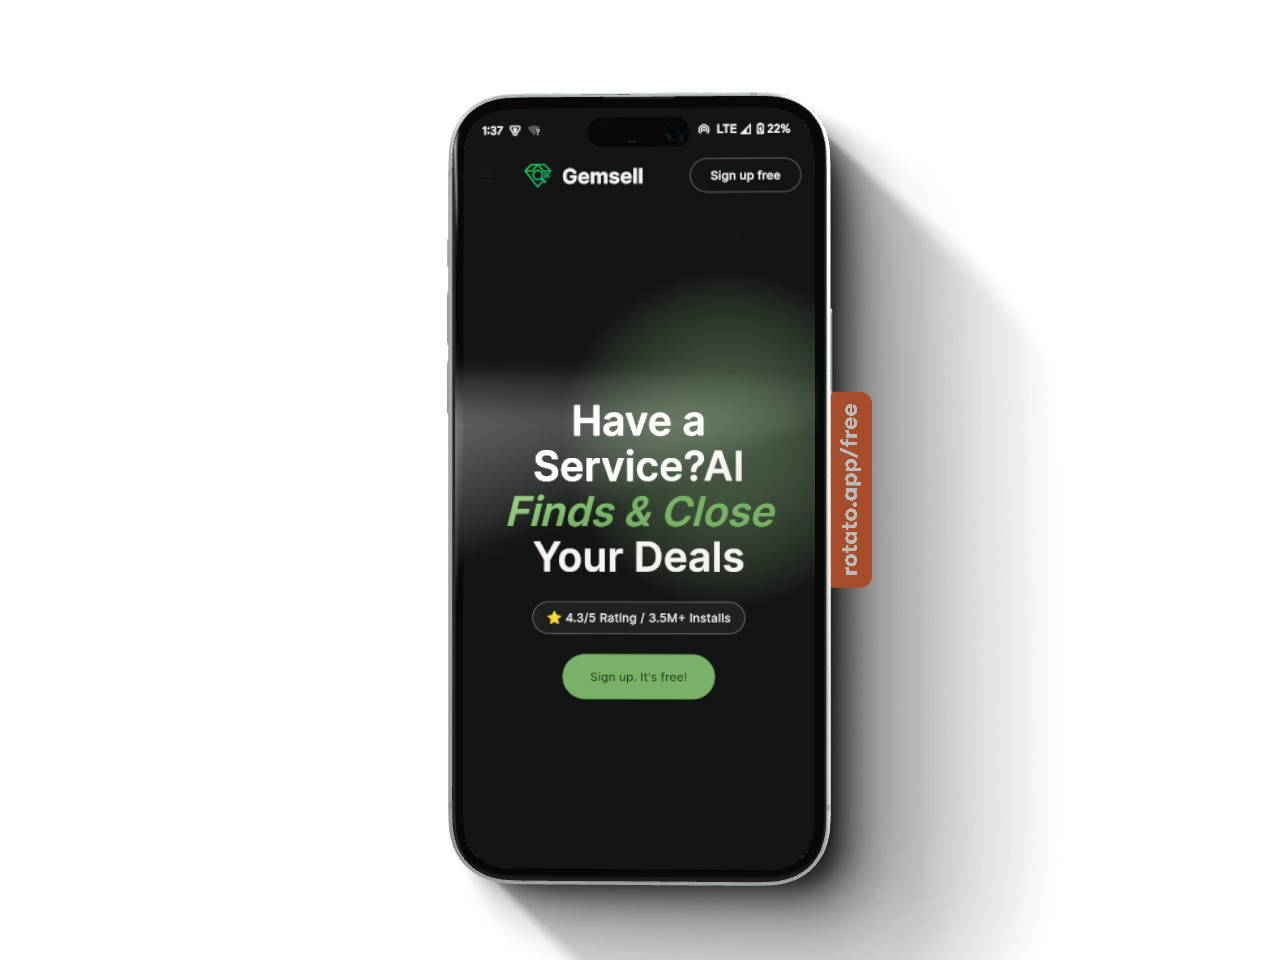 1:37 LTE 22%
Gemsell Sign up free
Have a
Service?AI
Finds & Close
Your Deals
4.3/5 Rating / 3.5M+ Installs
Sign up. It's free!
rotato.app/free